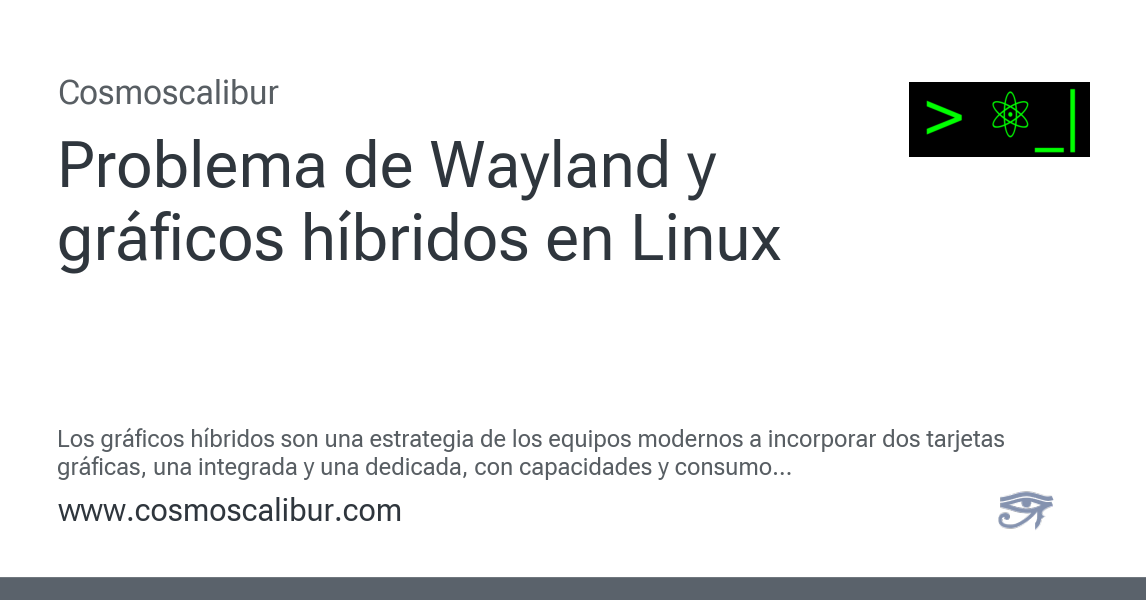 Cosmoscalibur
> ⚛ _|
Problema de Wayland y
gráficos híbridos en Linux
Los gráficos híbridos son una estrategia de los equipos modernos a incorporar dos tarjetas
gráficas, una integrada y una dedicada, con capacidades y consumo...
www.cosmoscalibur.com